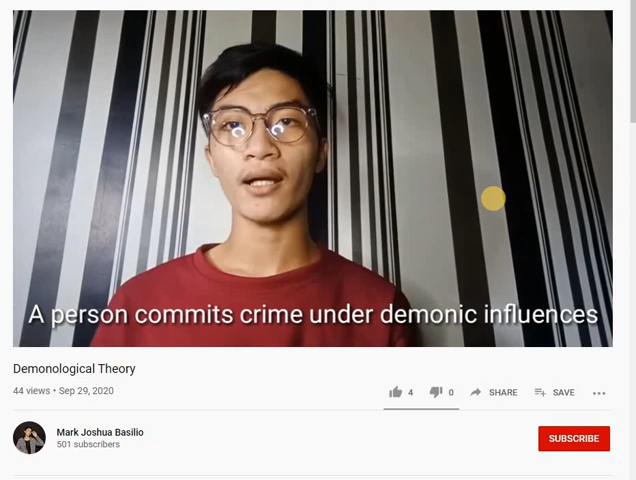 A person commits crime under demonic influences
Demonological Theory
44 views • Sep 29, 2020
4
0
SHARE
SAVE
Mark Joshua Basilio
501 subscribers
SUBSCRIBE